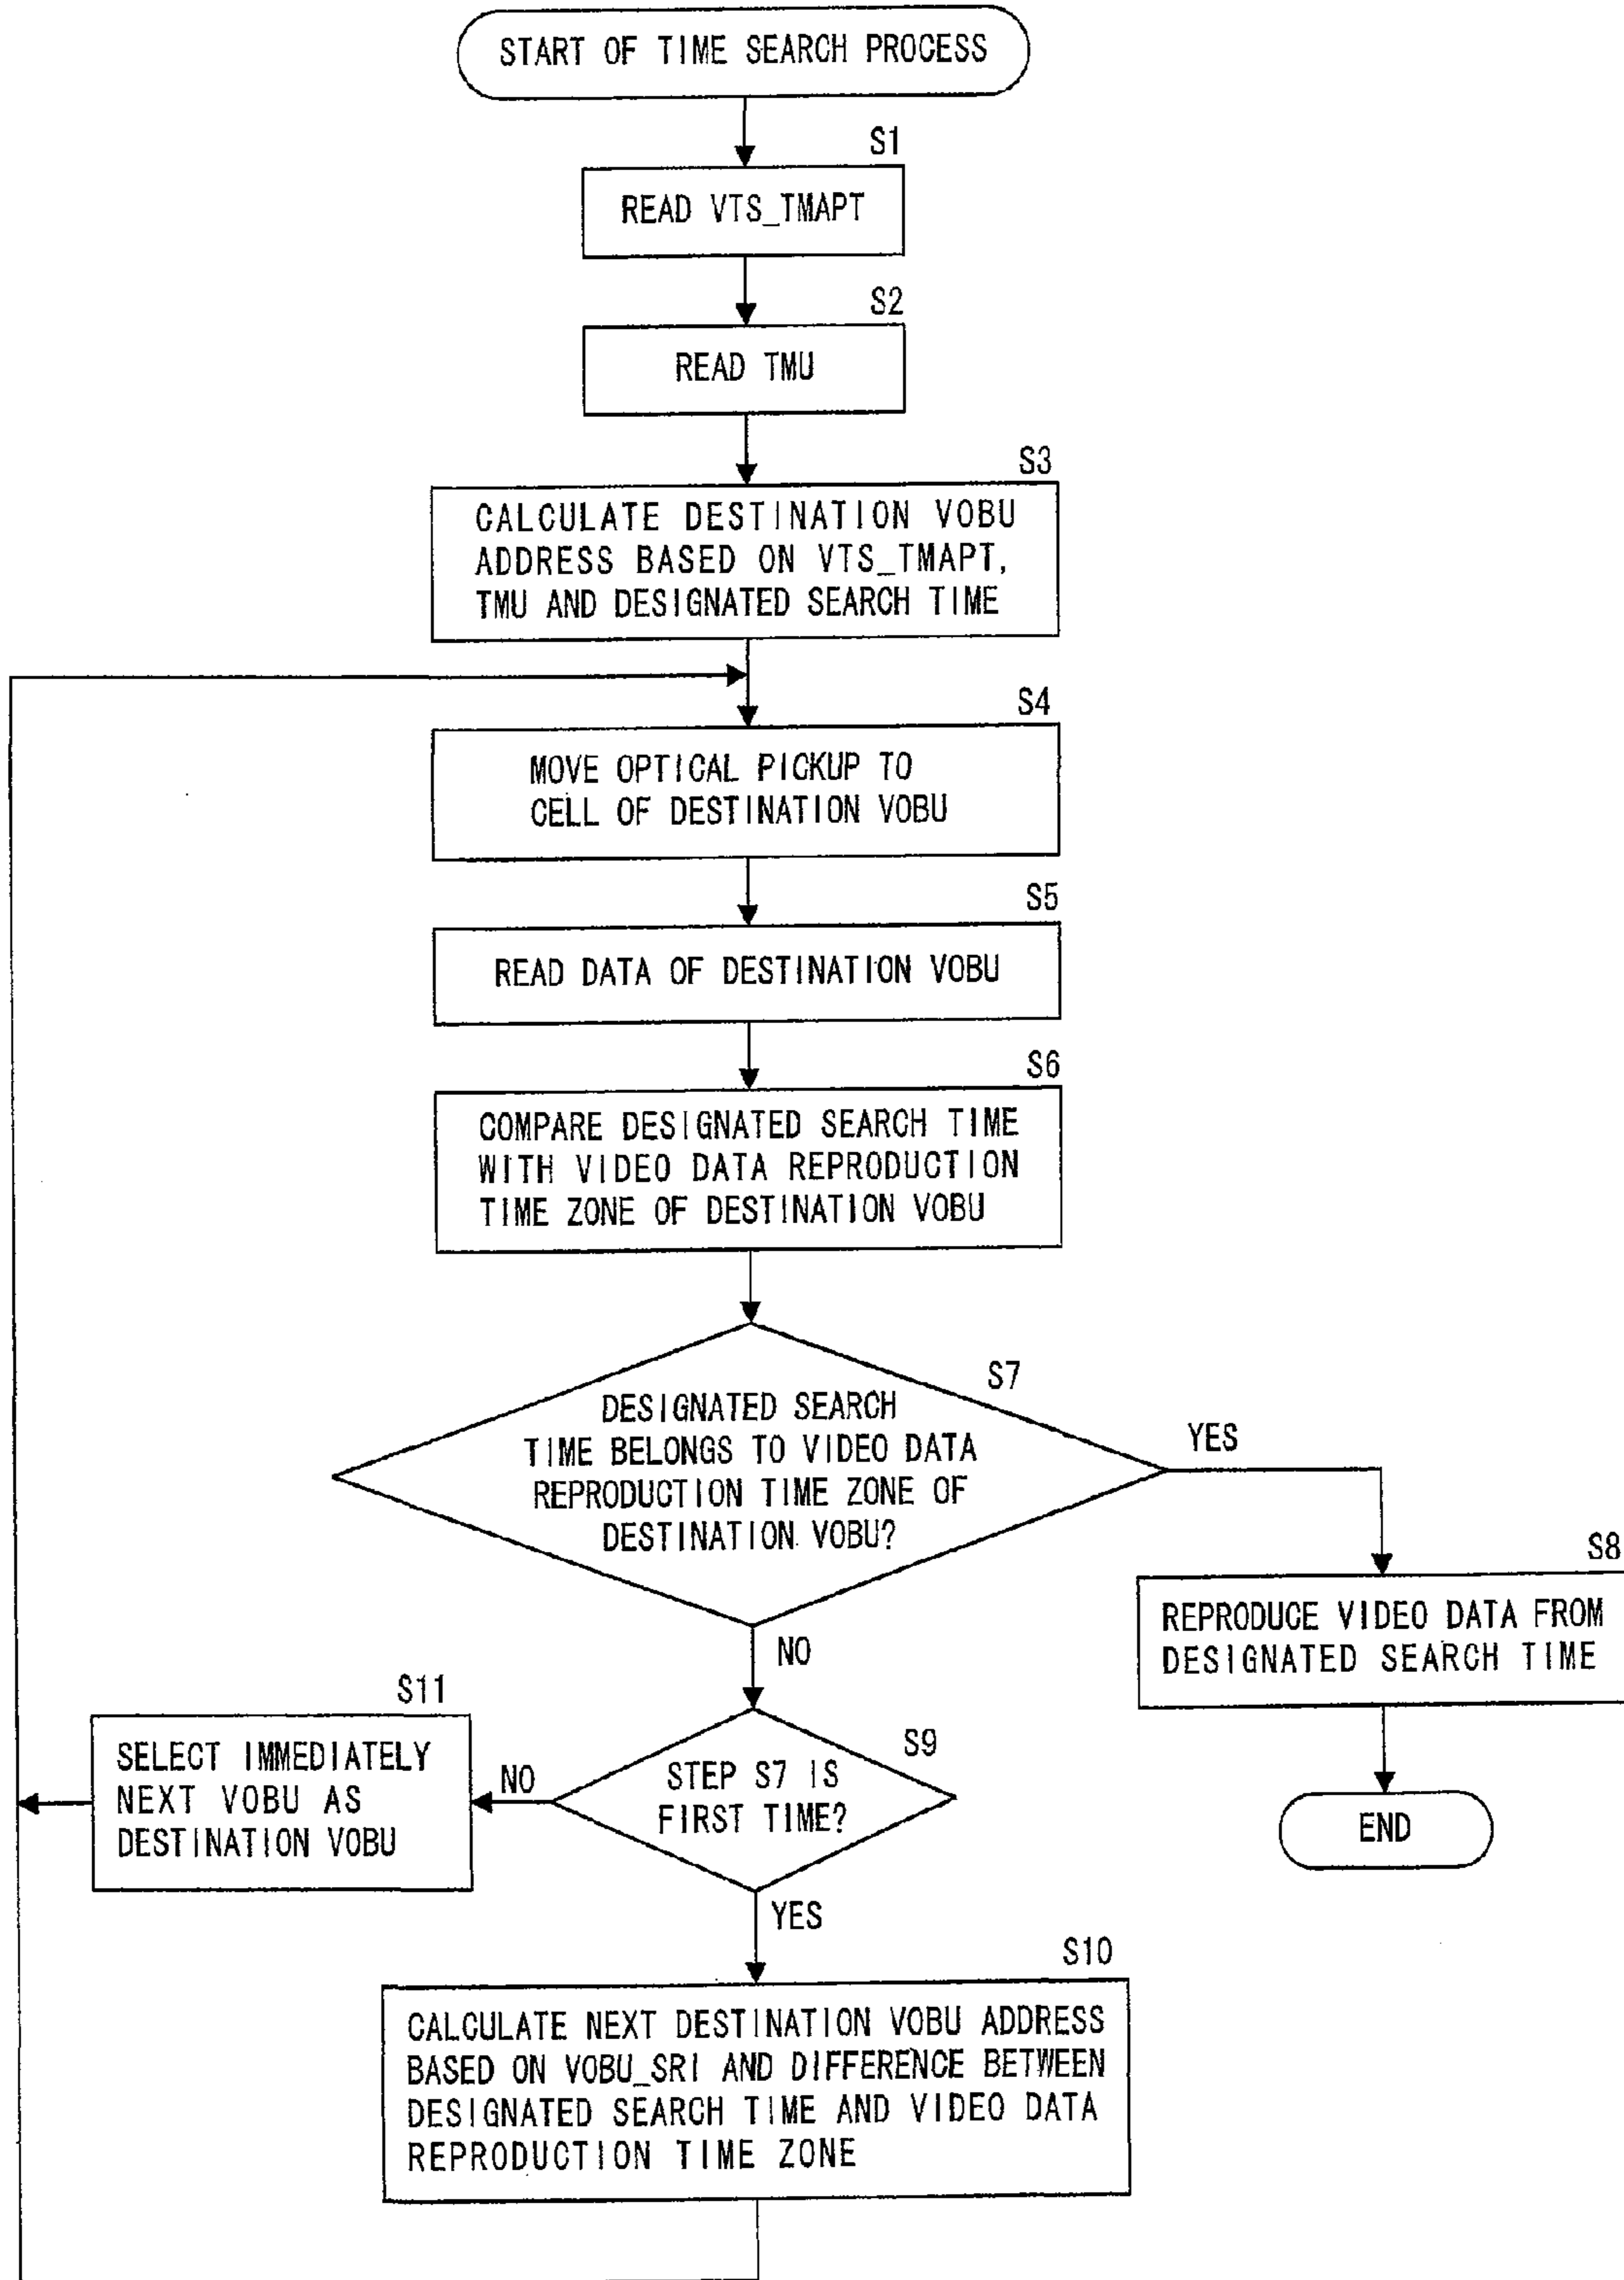 START OF TIME SEARCH PROCESS
S1
READ VTS_TMAPT
S2
READ TMU
S3
CALCULATE DESTINATION VOBU
ADDRESS BASED ON VTS_TMAPT,
TMU AND DESIGNATED SEARCH TIME
S4
MOVE OPTICAL PICKUP TO
CELL OF DESTINATION VOBU
S5
READ DATA OF DESTINATION VOBU
S6
COMPARE DESIGNATED SEARCH TIME
WITH VIDEO DATA REPRODUCTION
TIME ZONE OF DESTINATION VOBU
S7
DESIGNATED SEARCH
TIME BELONGS TO VIDEO DATA
REPRODUCTION TIME ZONE OF
DESTINATION VOBU?
YES
S8
REPRODUCE VIDEO DATA FROM
DESIGNATED SEARCH TIME
END
NO
S9
STEP S7 IS
FIRST TIME?
NO
S11
SELECT IMMEDIATELY
NEXT VOBU AS
DESTINATION VOBU
YES
S10
CALCULATE NEXT DESTINATION VOBU ADDRESS
BASED ON VOBU_SRI AND DIFFERENCE BETWEEN
DESIGNATED SEARCH TIME AND VIDEO DATA
REPRODUCTION TIME ZONE